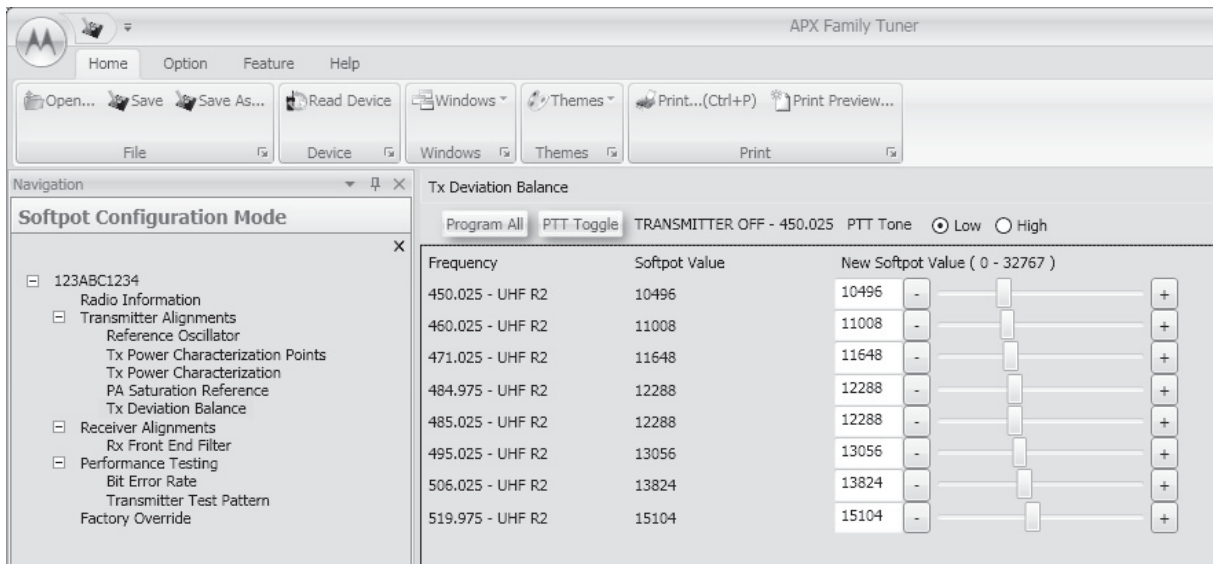 APX Family Tuner
Home Option Feature Help
Open... Save Save As... Read Device Windows Themes Print...(Ctrl+P) Print Preview...
File Device Windows Themes Print
Navigation
Softpot Configuration Mode
123ABC1234
Radio Information
Transmitter Alignments
Reference Oscillator
Tx Power Characterization Points
Tx Power Characterization
PA Saturation Reference
Tx Deviation Balance
Receiver Alignments
Rx Front End Filter
Performance Testing
Bit Error Rate
Transmitter Test Pattern
Factory Override
Tx Deviation Balance
Program All PTT Toggle TRANSMITTER OFF - 450.025 PTT Tone Low High
Frequency Softpot Value New Softpot Value ( 0 - 32767 )
450.025 - UHF R2 10496 10496 - +
460.025 - UHF R2 11008 11008 - +
471.025 - UHF R2 11648 11648 - +
484.975 - UHF R2 12288 12288 - +
485.025 - UHF R2 12288 12288 - +
495.025 - UHF R2 13056 13056 - +
506.025 - UHF R2 13824 13824 - +
519.975 - UHF R2 15104 15104 - +